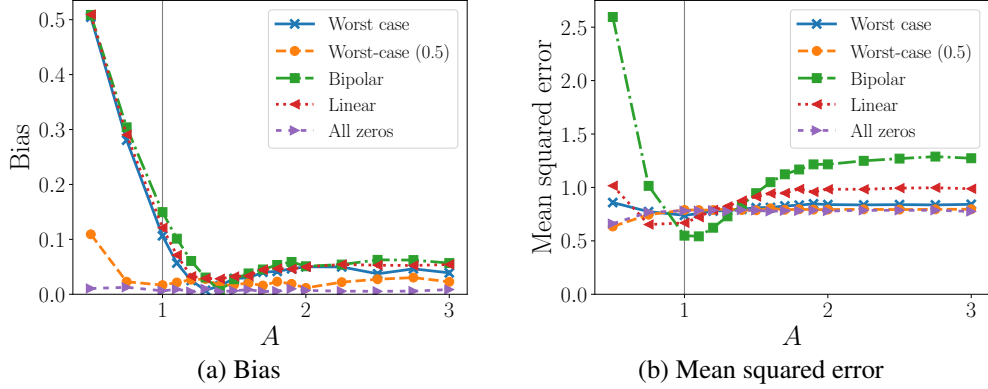 Bias
0.5
0.4
0.3
0.2
0.1
0.0
1
2
3
A
Worst case
Worst-case (0.5)
Bipolar
Linear
All zeros
(a) Bias
Mean squared error
2.5
2.0
1.5
1.0
0.5
0.0
1
2
3
A
Worst case
Worst-case (0.5)
Bipolar
Linear
All zeros
(b) Mean squared error